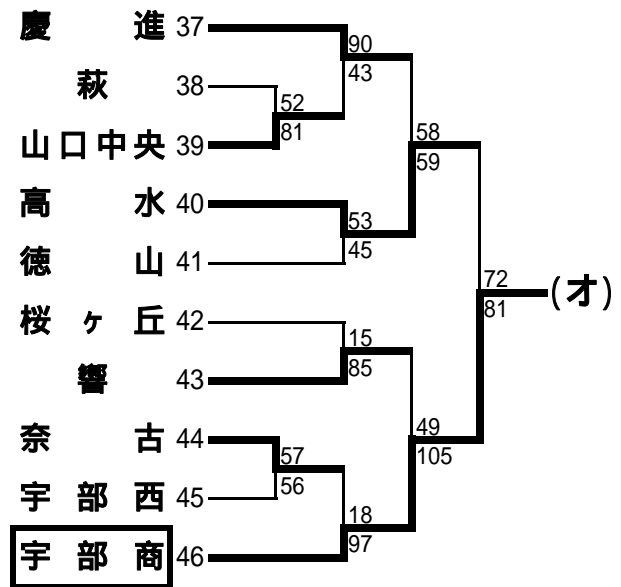 慶進 37
90
43
萩 38
52
81
山口中央 39
58
59
高水 40
53
45
徳山 41
72
81
(オ)
桜ヶ丘 42
15
85
響 43
49
105
奈古 44
57
56
宇部西 45
18
97
宇部商 46